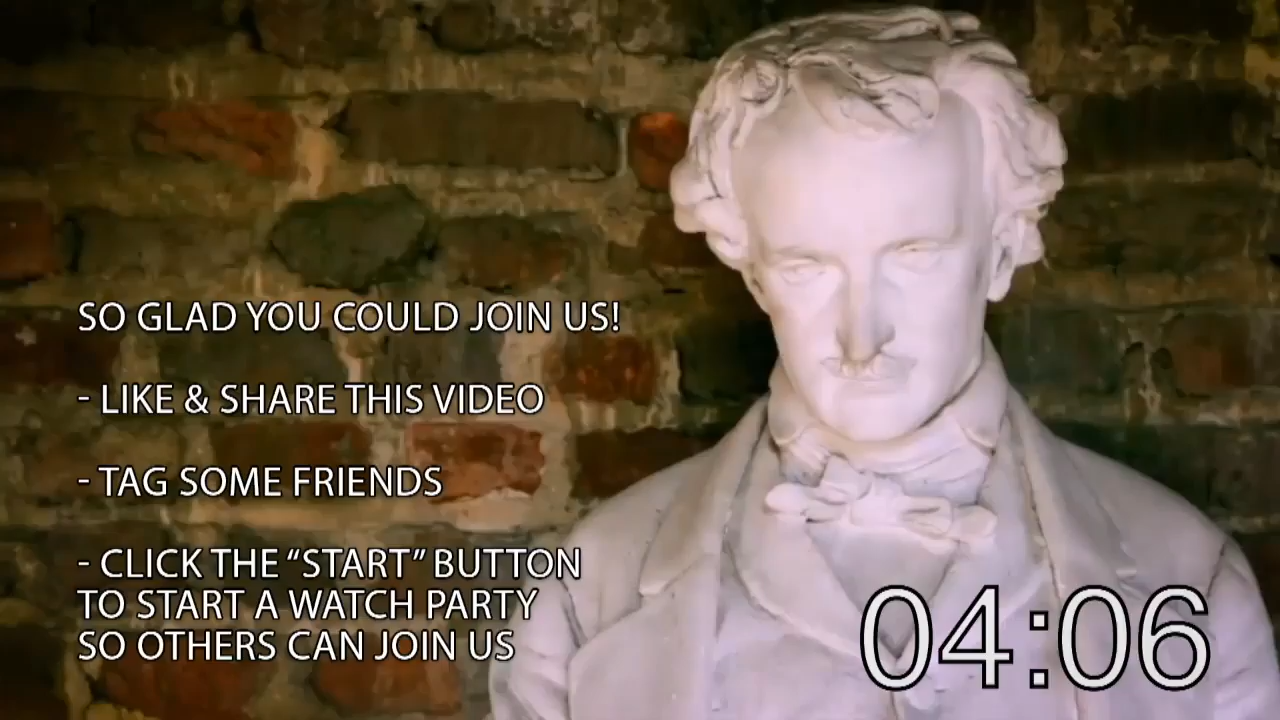 SO GLAD YOU COULD JOIN US!
- LIKE & SHARE THIS VIDEO
- TAG SOME FRIENDS
- CLICK THE “START” BUTTON
TO START A WATCH PARTY
SO OTHERS CAN JOIN US
04:06